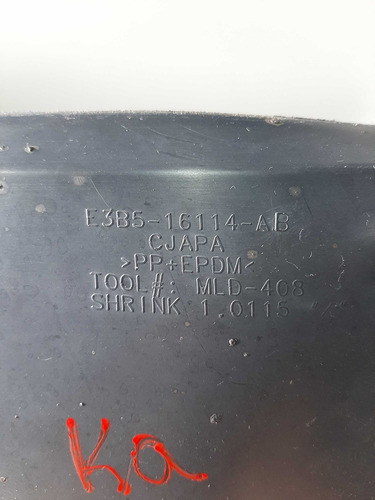 E3B5-16114-AB
CJAPA
>PP+EPDM<
TOOL#: MLD-408
SHRINK 1.0115
Ka